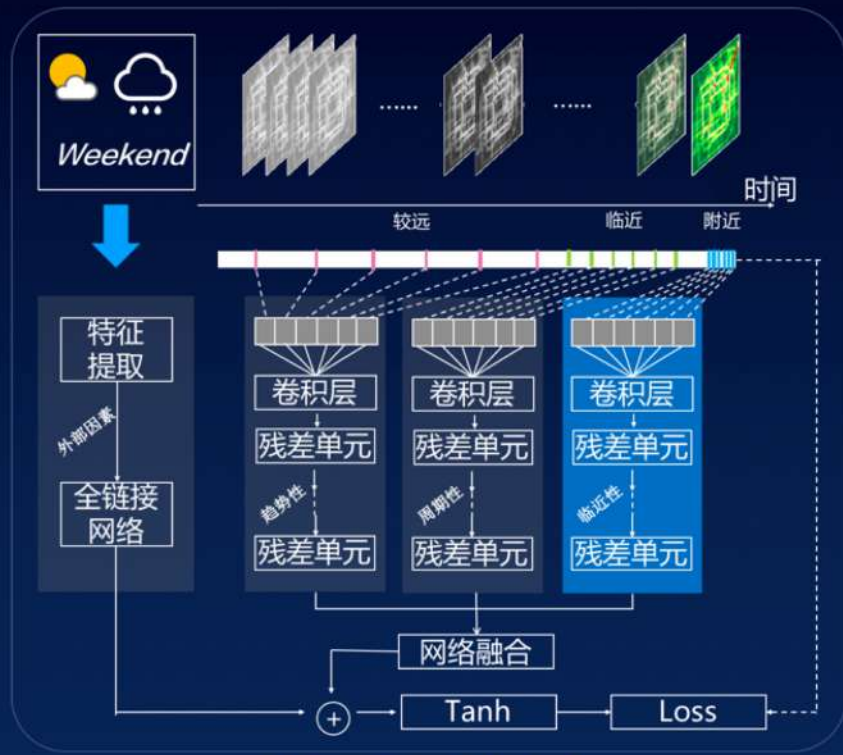 Weekend
......
......
时间
较远
临近
附近
特征
提取
外部因素
全链接
网络
卷积层
残差单元
趋势性
残差单元
卷积层
残差单元
周期性
残差单元
卷积层
残差单元
临近性
残差单元
网络融合
+
Tanh
Loss